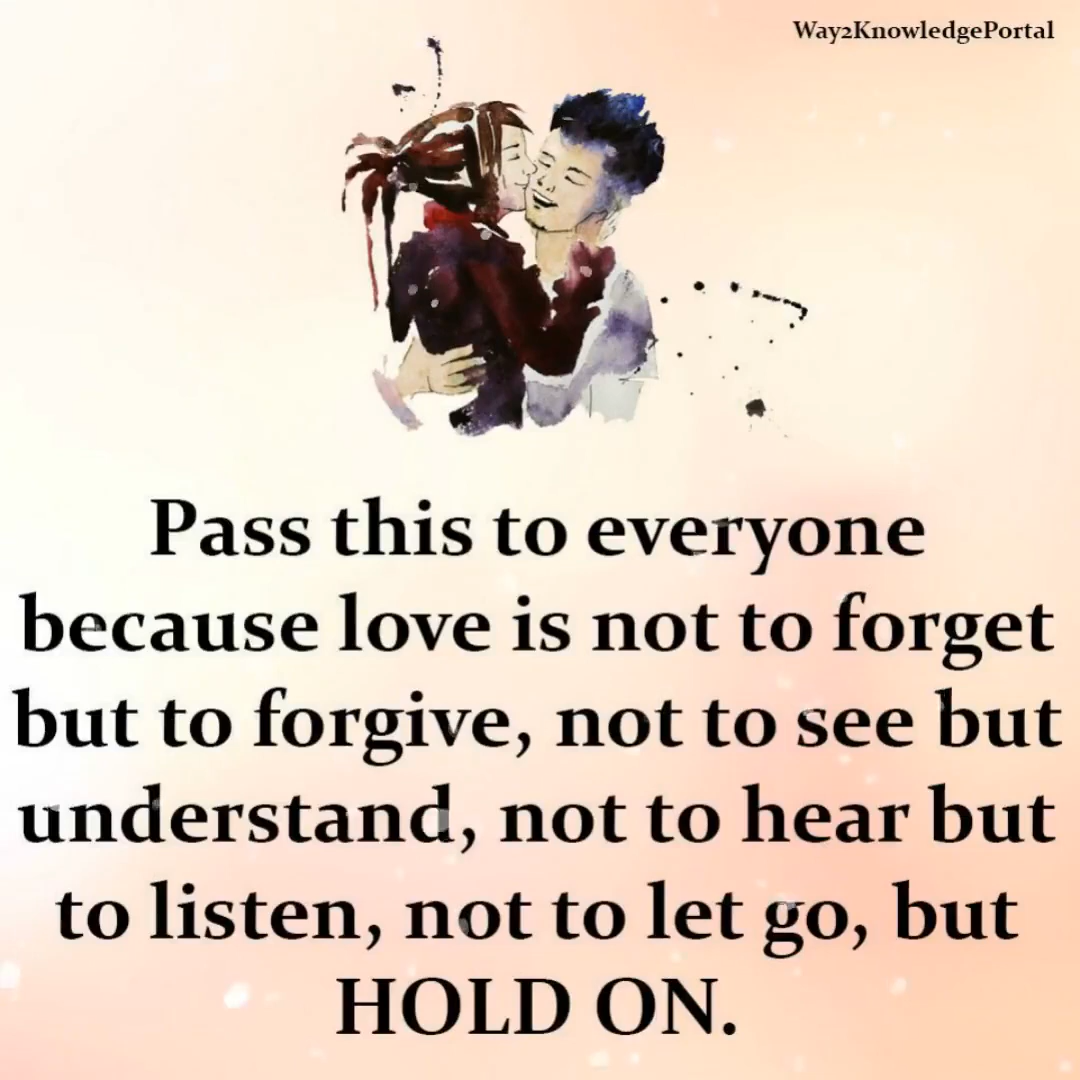 Way2KnowledgePortal
Pass this to everyone
because love is not to forget
but to forgive, not to see but
understand, not to hear but
to listen, not to let go, but
HOLD ON.